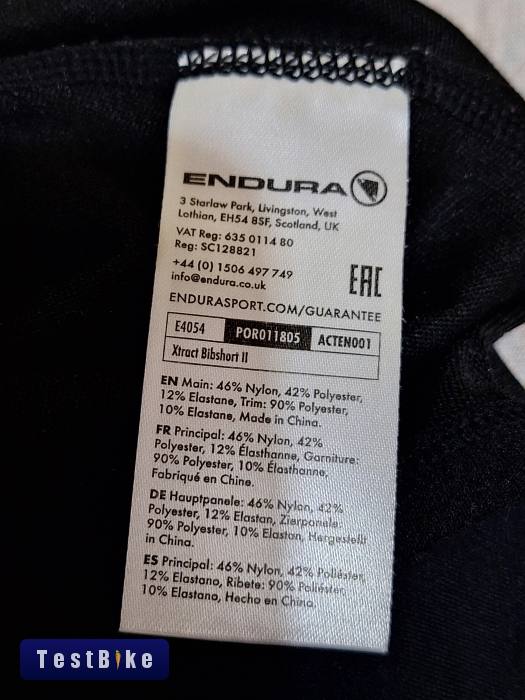 ENDURA
3 Starlaw Park, Livingston, West
Lothian, EH54 8SF, Scotland, UK
VAT Reg: 635 0114 80
Reg: SC128821
+44 (0) 1506 497 749
info@endura.co.uk
EAC
ENDURASPORT.COM/GUARANTEE
E4054 POR011805 ACTEN001
Xtract Bibshort II
EN Main: 46% Nylon, 42% Polyester,
12% Elastane, Trim: 90% Polyester,
10% Elastane, Made in China.
FR Principal: 46% Nylon, 42%
Polyester, 12% Élasthanne, Garniture:
90% Polyester, 10% Élasthanne,
Fabriqué en Chine.
DE Hauptpanele: 46% Nylon, 42%
Polyester, 12% Elastan, Zierpanele:
90% Polyester, 10% Elastan, Hergestellt
in China.
ES Principal: 46% Nylon, 42% Poliéster,
12% Elastano, Ribete: 90% Poliéster,
10% Elastano, Hecho en China.
TestBike